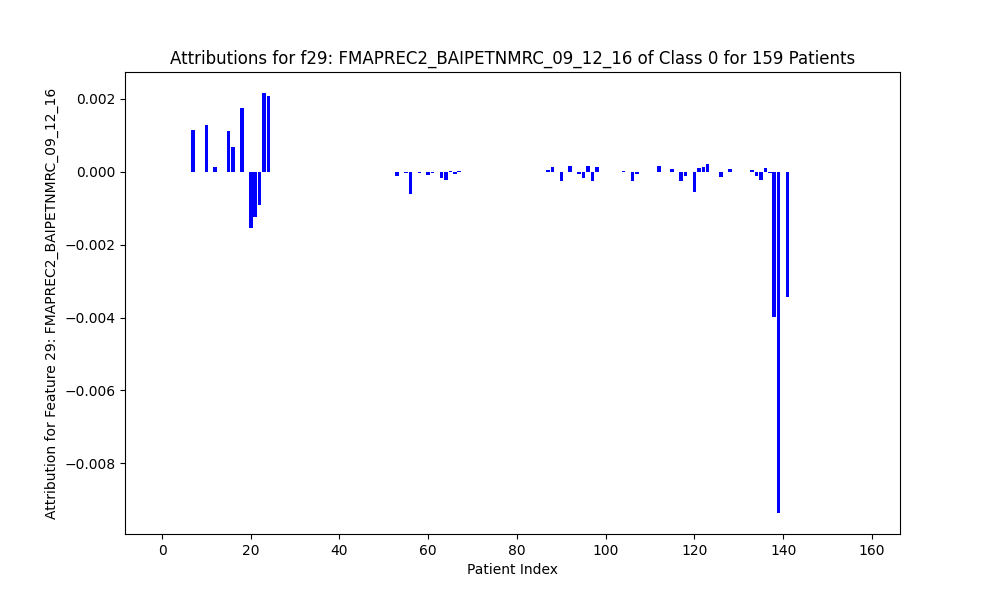 Attributions for f29: FMAPREC2_BAIPETNMRC_09_12_16 of Class 0 for 159 Patients
Attribution for Feature 29: FMAPREC2_BAIPETNMRC_09_12_16
0.002
0.000
−0.002
−0.004
−0.006
−0.008
0 20 40 60 80 100 120 140 160
Patient Index